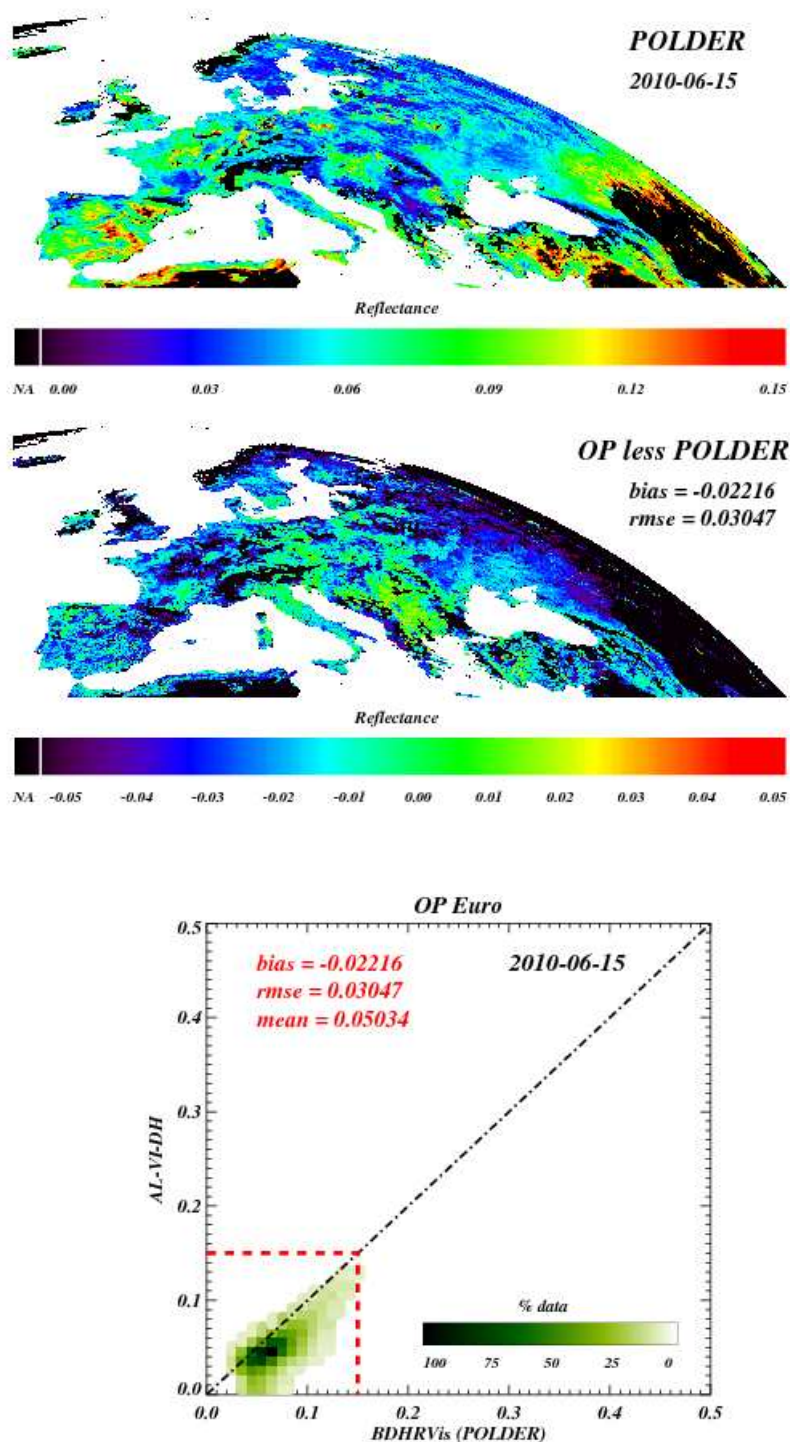 POLDER
2010-06-15
Reflectance
NA 0.00 0.03 0.06 0.09 0.12 0.15
OP less POLDER
bias = -0.02216
rmse = 0.03047
Reflectance
NA -0.05 -0.04 -0.03 -0.02 -0.01 0.00 0.01 0.02 0.03 0.04 0.05
OP Euro
0.5
bias = -0.02216
2010-06-15
rmse = 0.03047
mean = 0.05034
0.4
0.3
AL-VI-DH
0.2
0.1
% data
100 75 50 25 0
0.0
0.0 0.1 0.2 0.3 0.4 0.5
BDHRVis (POLDER)